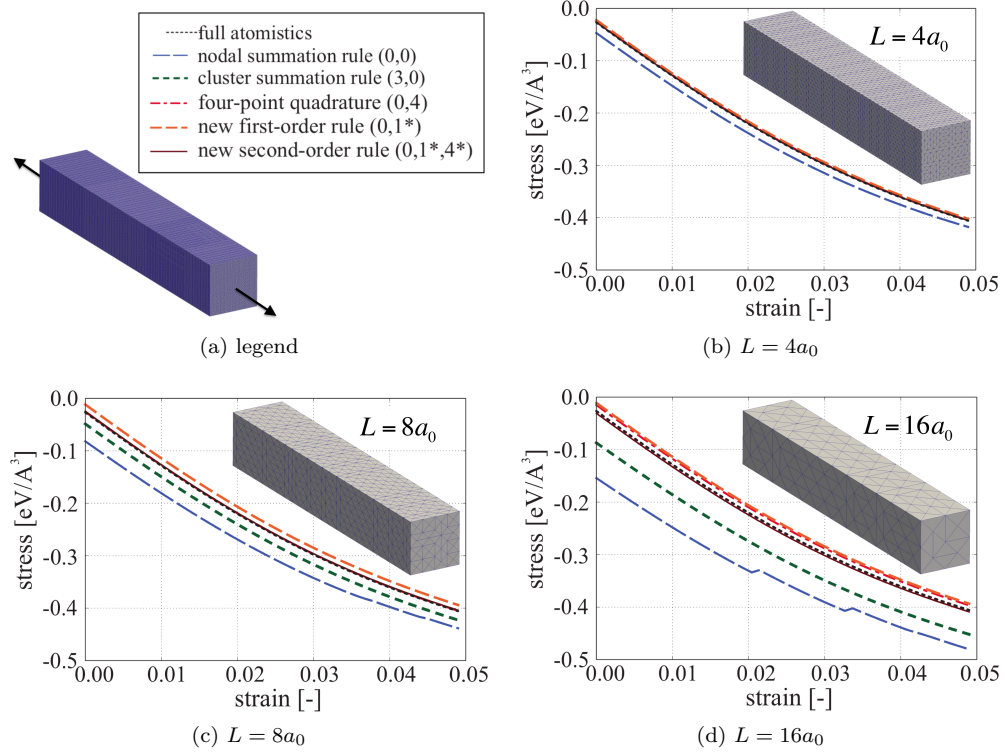 full atomistics
nodal summation rule (0,0)
cluster summation rule (3,0)
four-point quadrature (0,4)
new first-order rule (0,1*)
new second-order rule (0,1*,4*)
(a) legend
L = 4a₀
0.0
-0.1
-0.2
-0.3
-0.4
-0.5
stress [eV/A³]
0.00 0.01 0.02 0.03 0.04 0.05
strain [-]
(b) L = 4a₀
L = 8a₀
0.0
-0.1
-0.2
-0.3
-0.4
-0.5
stress [eV/A³]
0.00 0.01 0.02 0.03 0.04 0.05
strain [-]
(c) L = 8a₀
L = 16a₀
0.0
-0.1
-0.2
-0.3
-0.4
-0.5
stress [eV/A³]
0.00 0.01 0.02 0.03 0.04 0.05
strain [-]
(d) L = 16a₀